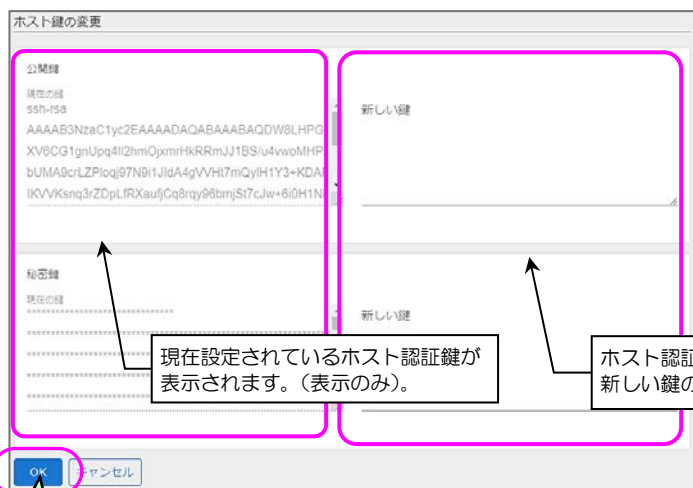 ホスト鍵の変更
公開鍵
現在の鍵
ssh-rsa
AAAAB3NzaC1yc2EAAAADAQABAAABAQDW8LHPG
XV6CG1gnUpq4Il2hmOjxmrHkRRmJJ1BS/u4vwoMHP
bUMA9crLZPloqj97N9i1JIdA4gVVHt7mQylH1Y3+KDA
IKVVKsnq3rZDpLfRXaufjCq8rqy96bmjSt7cJw+6i0H1N
新しい鍵
秘密鍵
現在の鍵
新しい鍵
現在設定されているホスト認証鍵が
表示されます。（表示のみ）。
ホスト認証
新しい鍵の
OK
キャンセル